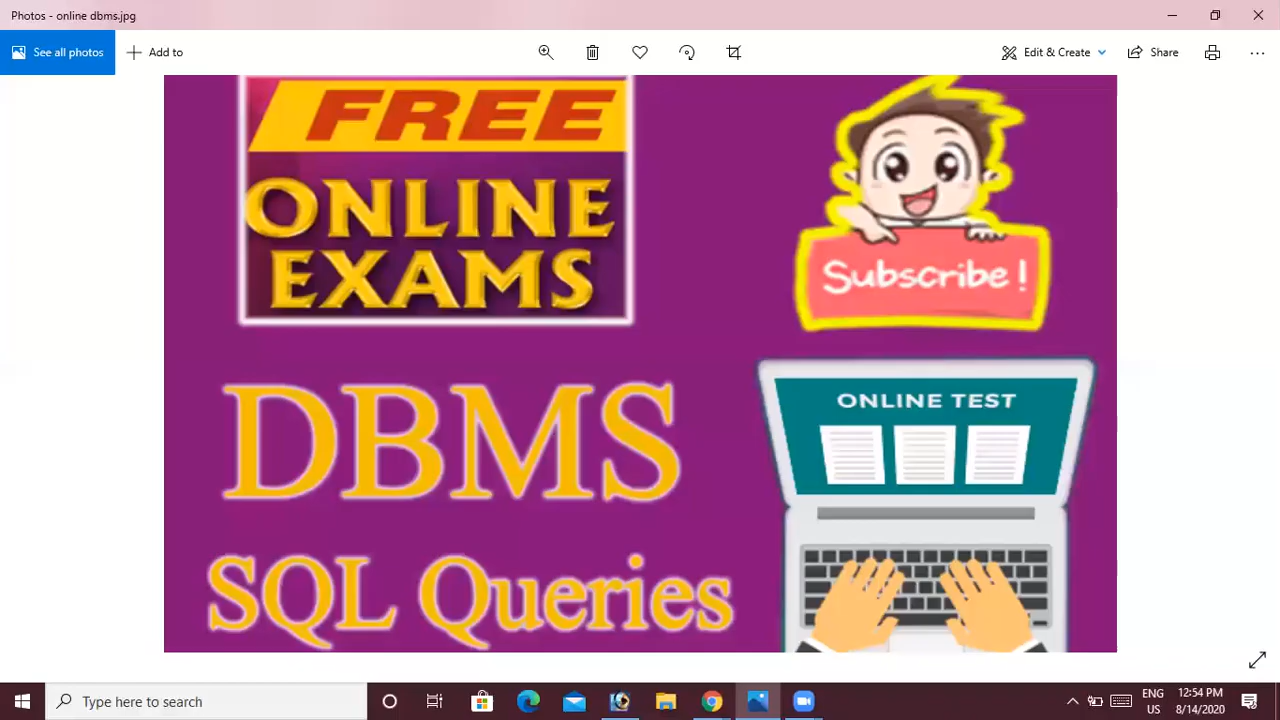 Photos - online dbms.jpg
See all photos
Add to
Edit & Create
Share
FREE
ONLINE
EXAMS
Subscribe!
DBMS
SQL Queries
ONLINE TEST
Type here to search
ENG
US
12:54 PM
8/14/2020